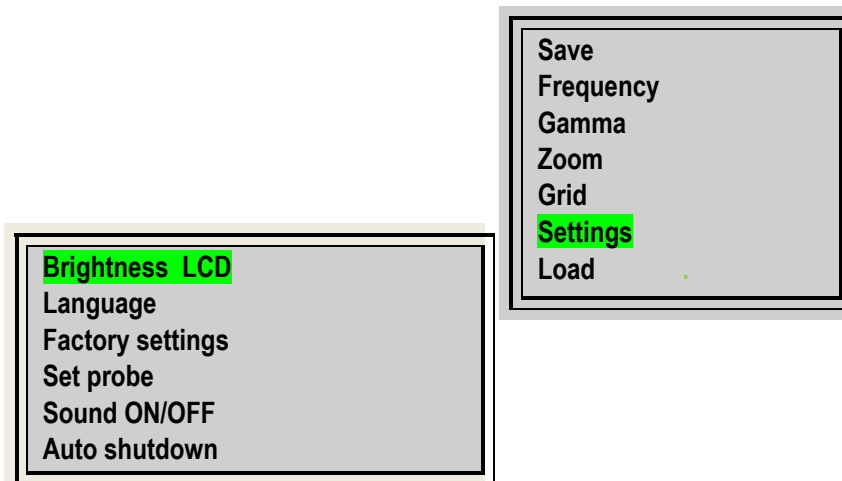 Save
Frequency
Gamma
Zoom
Grid
Settings
Load .
Brightness LCD
Language
Factory settings
Set probe
Sound ON/OFF
Auto shutdown